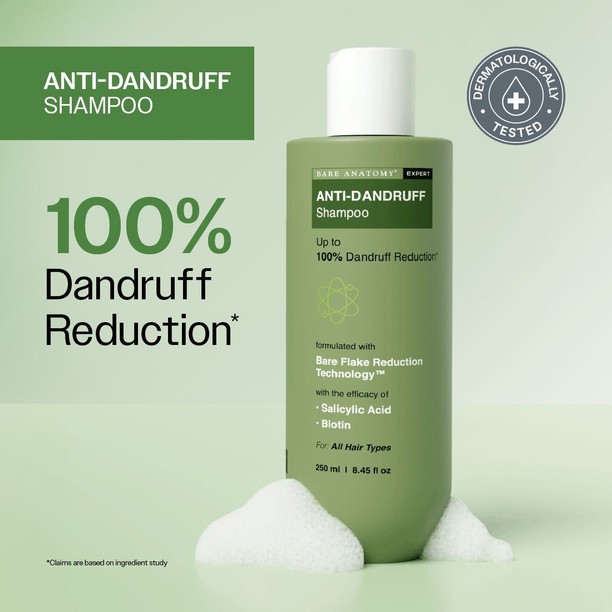 ANTI-DANDRUFF
SHAMPOO
100%
Dandruff
Reduction*
DERMATOLOGICALLY
• TESTED •
BARE ANATOMY® EXPERT
ANTI-DANDRUFF
Shampoo
Up to
100% Dandruff Reduction*
formulated with
Bare Flake Reduction
Technology™
with the efficacy of
• Salicylic Acid
• Biotin
For: All Hair Types
250 ml | 8.45 fl oz
*Claims are based on ingredient study